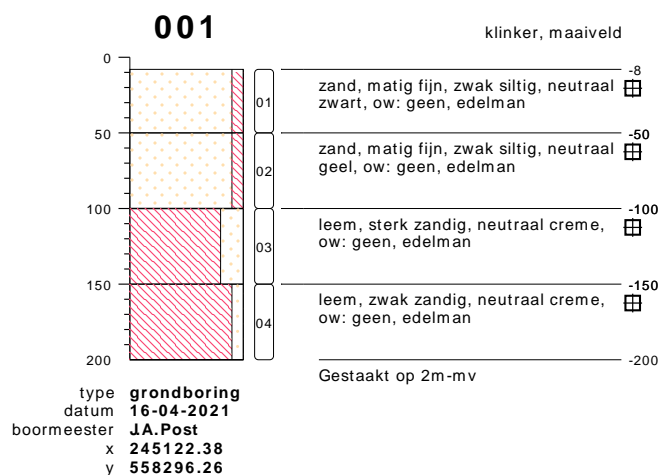 001
klinker, maaiveld
0
-8
zand, matig fijn, zwak siltig, neutraal
zwart, ow: geen, edelman
01
50
-50
zand, matig fijn, zwak siltig, neutraal
geel, ow: geen, edelman
02
100
-100
leem, sterk zandig, neutraal creme,
ow: geen, edelman
03
150
-150
leem, zwak zandig, neutraal creme,
ow: geen, edelman
04
200
-200
Gestaakt op 2m-mv
type grondboring
datum 16-04-2021
boormeester J.A.Post
x 245122.38
y 558296.26